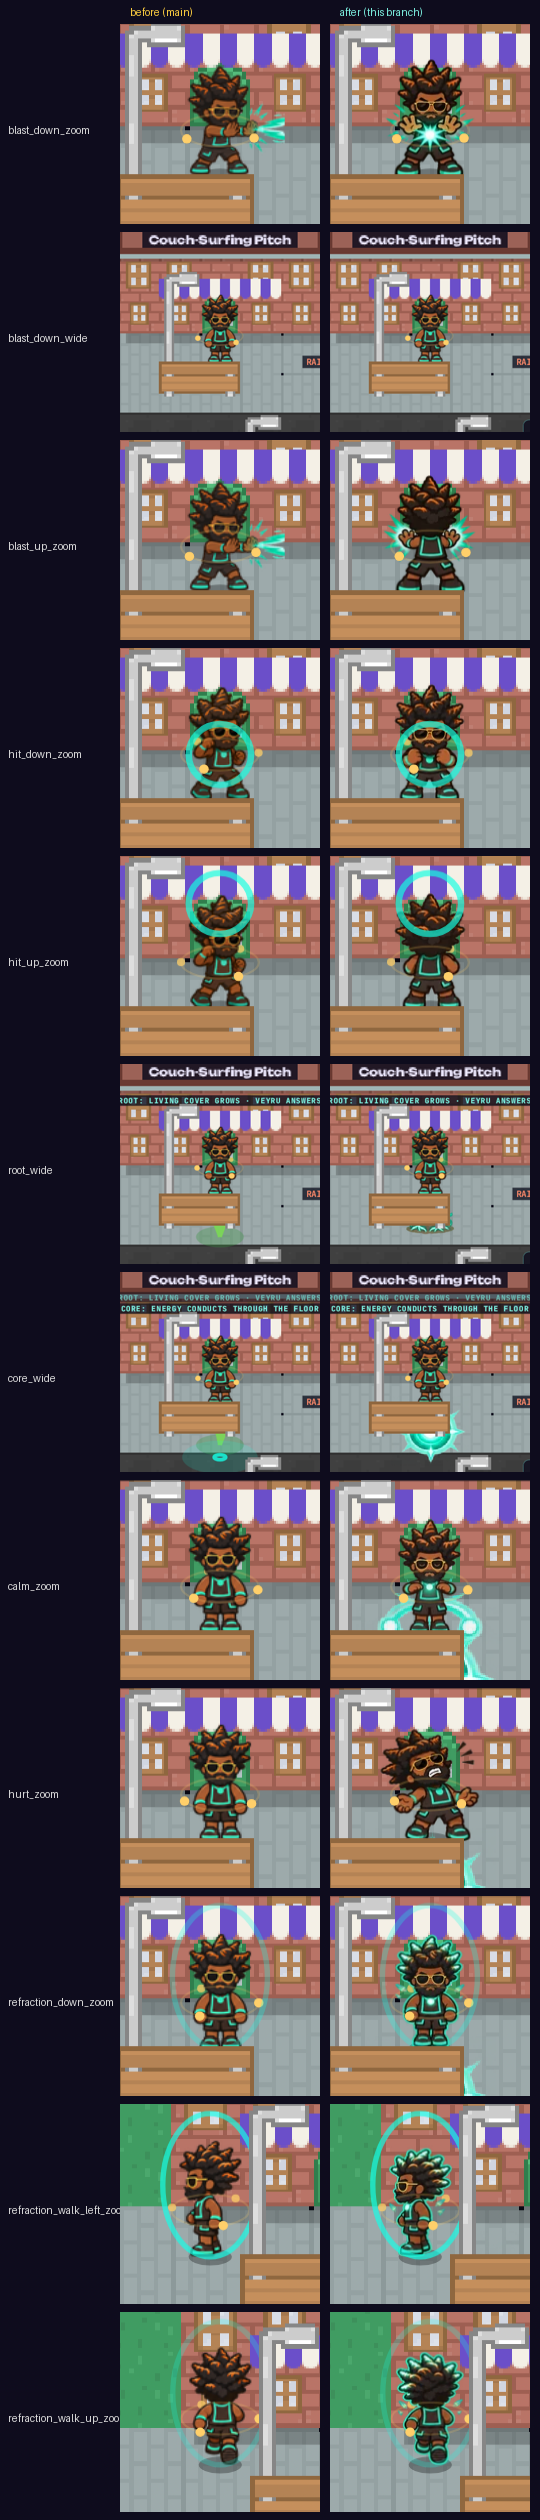 before (main)
after (this branch)
blast_down_zoom
Couch-Surfing Pitch
Couch-Surfing Pitch
blast_down_wide
RAI
RAI
blast_up_zoom
hit_down_zoom
hit_up_zoom
Couch-Surfing Pitch
Couch-Surfing Pitch
ROOT: LIVING COVER GROWS · VEYRU ANSWERS
ROOT: LIVING COVER GROWS · VEYRU ANSWERS
root_wide
RAI
RAI
Couch-Surfing Pitch
Couch-Surfing Pitch
ROOT: LIVING COVER GROWS · VEYRU ANSWERS
ROOT: LIVING COVER GROWS · VEYRU ANSWERS
CORE: ENERGY CONDUCTS THROUGH THE FLOOR
CORE: ENERGY CONDUCTS THROUGH THE FLOOR
core_wide
RAI
RAI
calm_zoom
hurt_zoom
refraction_down_zoom
refraction_walk_left_zoo
refraction_walk_up_zoo